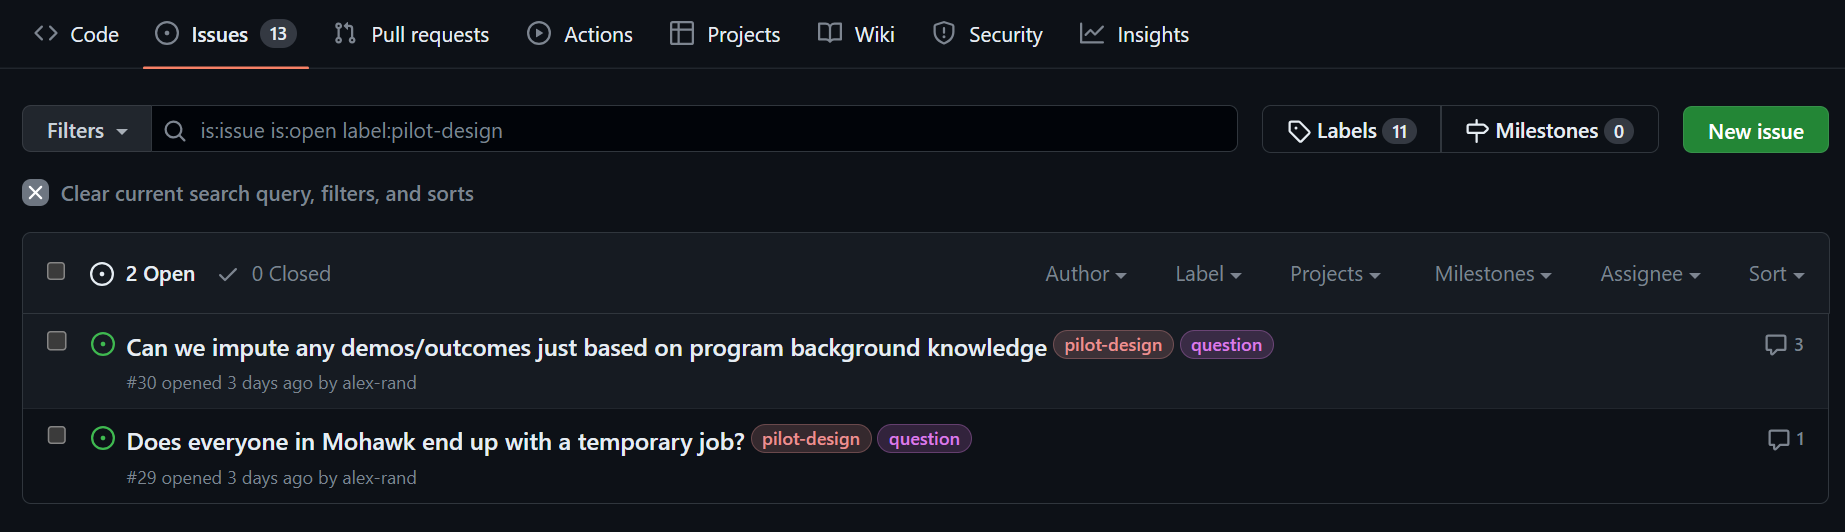 Code Issues 13 Pull requests Actions Projects Wiki Security Insights
Filters is:issue is:open label:pilot-design Labels 11 Milestones 0 New issue
Clear current search query, filters, and sorts
2 Open 0 Closed Author Label Projects Milestones Assignee Sort
Can we impute any demos/outcomes just based on program background knowledge pilot-design question 3
#30 opened 3 days ago by alex-rand
Does everyone in Mohawk end up with a temporary job? pilot-design question 1
#29 opened 3 days ago by alex-rand